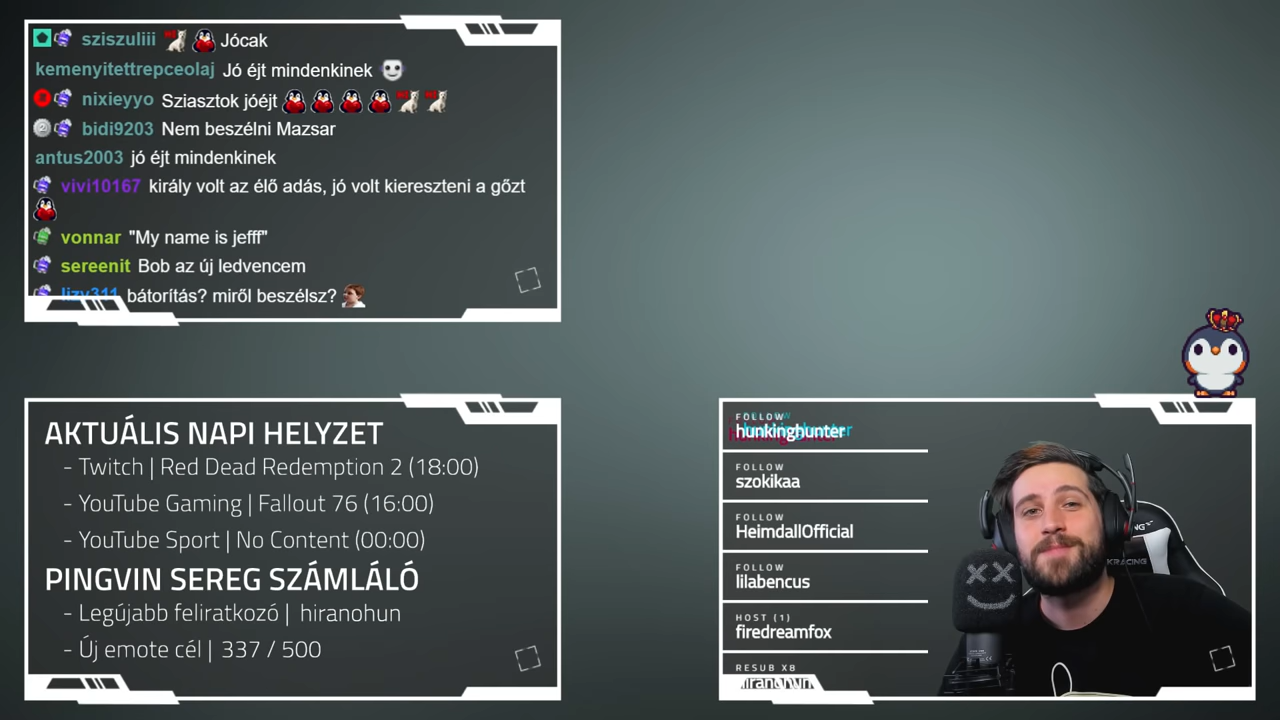 sziszuliii Jócak
kemenyitettrepceolaj Jó éjt mindenkinek
nixieyyo Sziasztok jóéjt
bidi9203 Nem beszélni Mazsar
antus2003 jó éjt mindenkinek
vivi10167 király volt az élő adás, jó volt kiereszteni a gőzt
vonnar "My name is jefff"
sereenit Bob az új ledvencem
lizy311 bátorítás? miről beszélsz?
AKTUÁLIS NAPI HELYZET
- Twitch | Red Dead Redemption 2 (18:00)
- YouTube Gaming | Fallout 76 (16:00)
- YouTube Sport | No Content (00:00)
PINGVIN SEREG SZÁMLÁLÓ
- Legújabb feliratkozó | hiranohun
- Új emote cél | 337 / 500
FOLLOW
hunkinghunter
FOLLOW
szokikaa
FOLLOW
HeimdallOfficial
FOLLOW
lilabencus
HOST (1)
firedreamfox
RESUB X8
hiranohun
KRACING